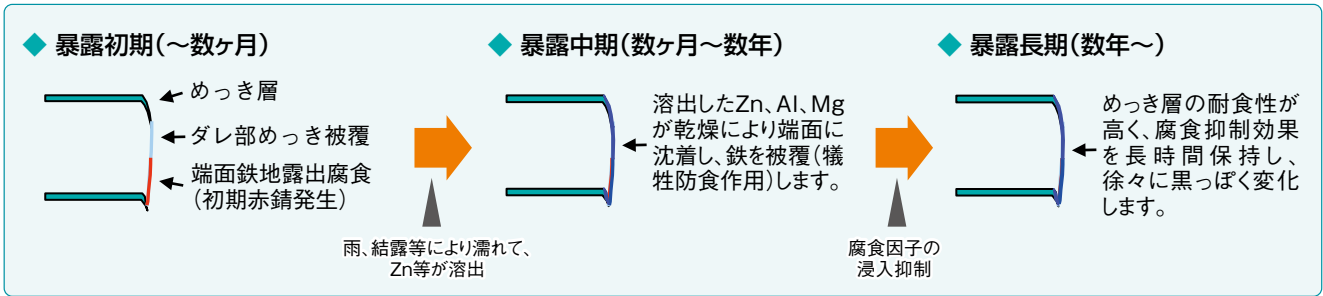 ◆ 暴露初期(～数ヶ月)
めっき層
ダレ部めっき被覆
端面鉄地露出腐食
(初期赤錆発生)
雨、結露等により濡れて、
Zn等が溶出
◆ 暴露中期(数ヶ月～数年)
溶出したZn、Al、Mg
が乾燥により端面に
沈着し、鉄を被覆(犠
牲防食作用)します。
腐食因子の
浸入抑制
◆ 暴露長期(数年～)
めっき層の耐食性が
高く、腐食抑制効果
を長時間保持し、
徐々に黒っぽく変化
します。